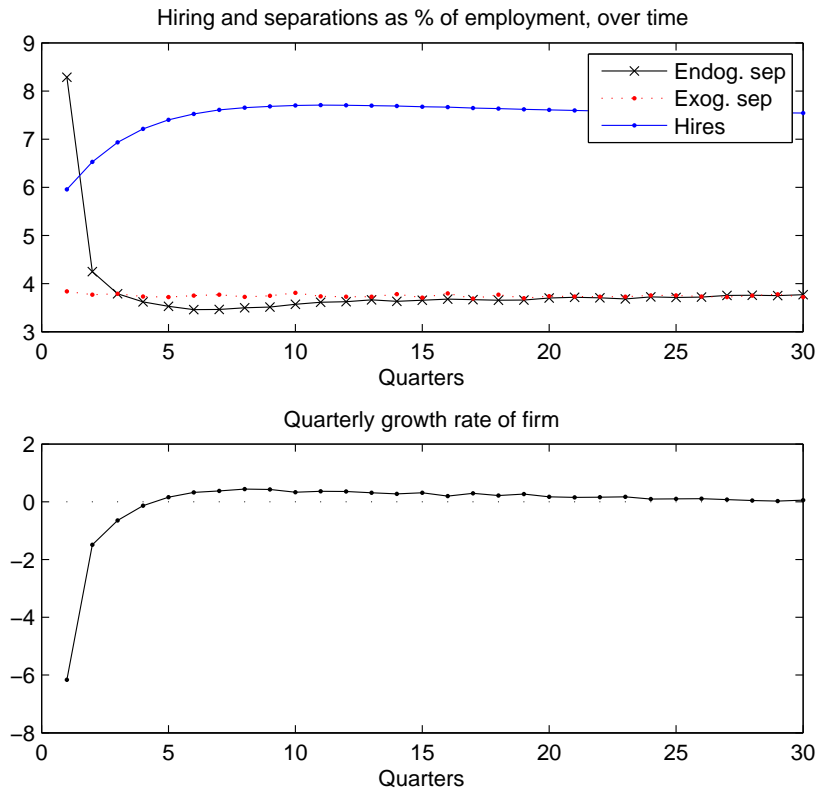 Hiring and separations as % of employment, over time
9
8
7
6
5
4
3
Endog. sep
Exog. sep
Hires
0 5 10 15 20 25 30
Quarters
Quarterly growth rate of firm
2
0
−2
−4
−6
−8
0 5 10 15 20 25 30
Quarters